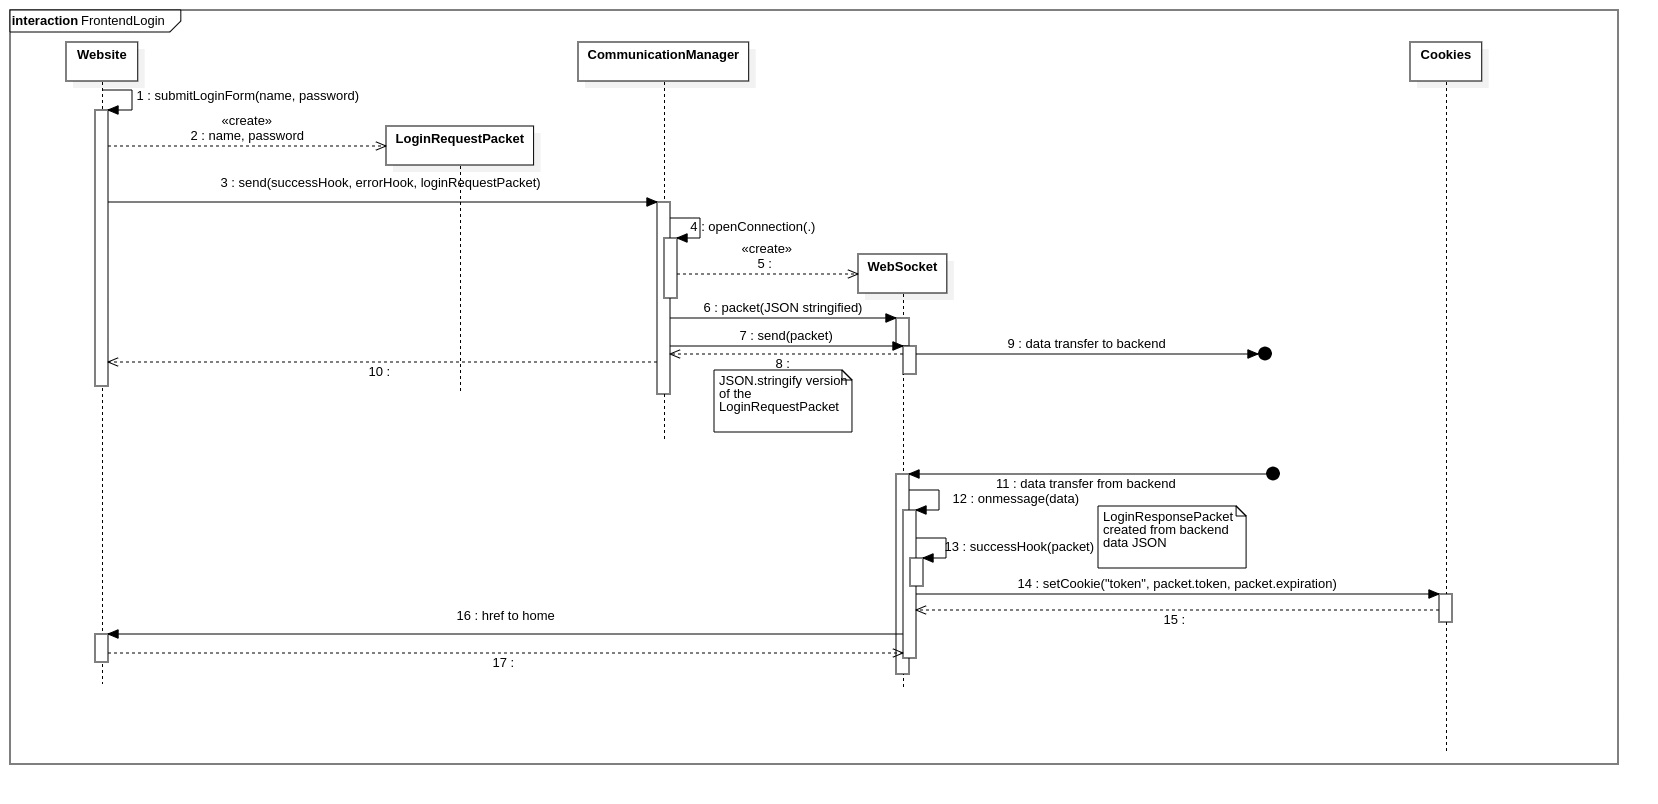 interaction FrontendLogin
Website
CommunicationManager
Cookies
1 : submitLoginForm(name, password)
«create»
2 : name, password
LoginRequestPacket
3 : send(successHook, errorHook, loginRequestPacket)
4 : openConnection(.)
«create»
5 :
WebSocket
6 : packet(JSON stringified)
7 : send(packet)
9 : data transfer to backend
8 :
10 :
JSON.stringify version
of the
LoginRequestPacket
11 : data transfer from backend
12 : onmessage(data)
LoginResponsePacket
created from backend
data JSON
13 : successHook(packet)
14 : setCookie("token", packet.token, packet.expiration)
15 :
16 : href to home
17 :